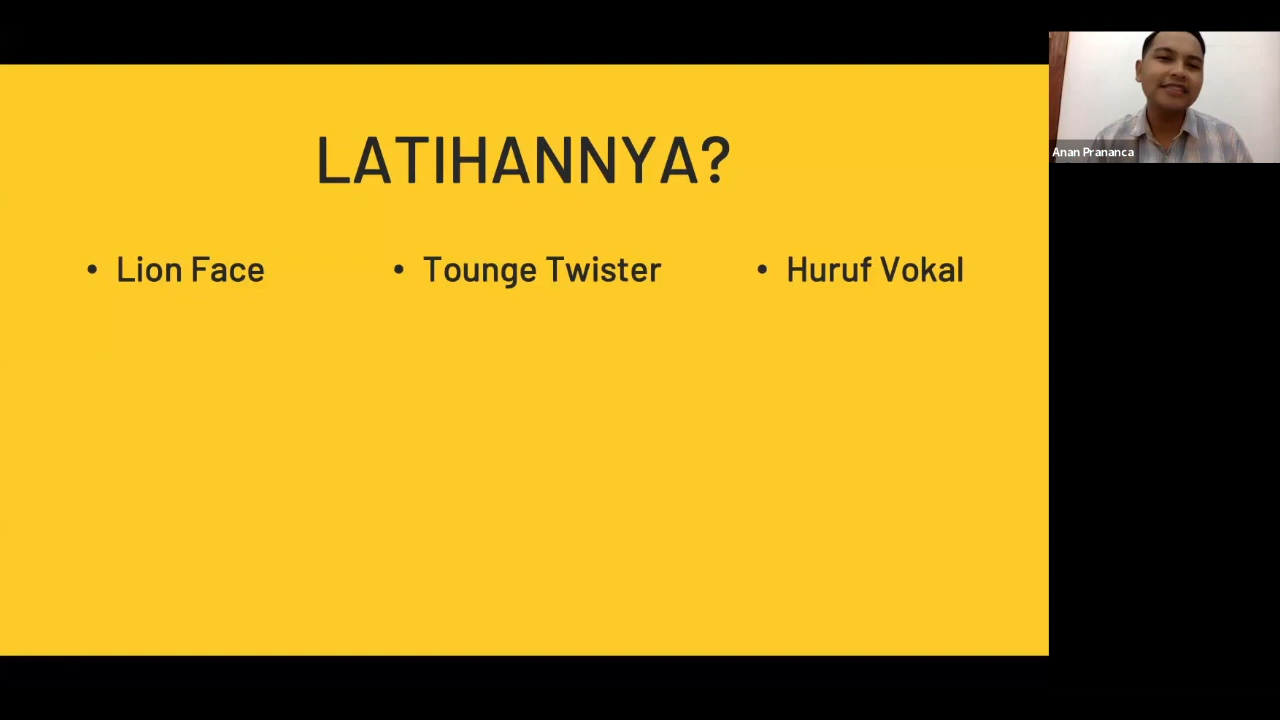 LATIHANNYA?
• Lion Face
• Tounge Twister
• Huruf Vokal
Anan Prananca